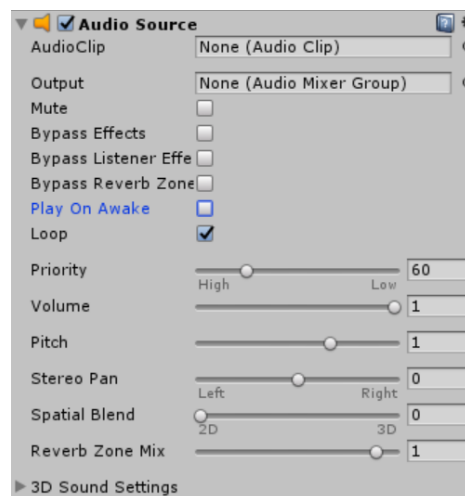 Audio Source
AudioClip None (Audio Clip)
Output None (Audio Mixer Group)
Mute
Bypass Effects
Bypass Listener Effe
Bypass Reverb Zone
Play On Awake
Loop
Priority 60
High Low
Volume 1
Pitch 1
Stereo Pan 0
Left Right
Spatial Blend 0
2D 3D
Reverb Zone Mix 1
3D Sound Settings